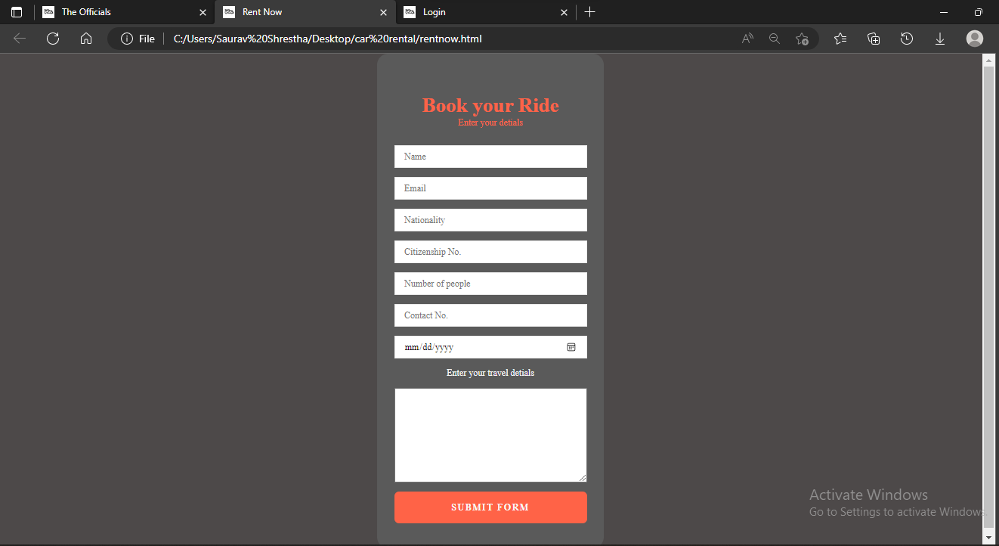 The Officials
Rent Now
Login
File
C:/Users/Saurav%20Shrestha/Desktop/car%20rental/rentnow.html
Book your Ride
Enter your detials
Name
Email
Nationality
Citizenship No.
Number of people
Contact No.
mm/dd/yyyy
Enter your travel detials
SUBMIT FORM
Activate Windows
Go to Settings to activate Windows.